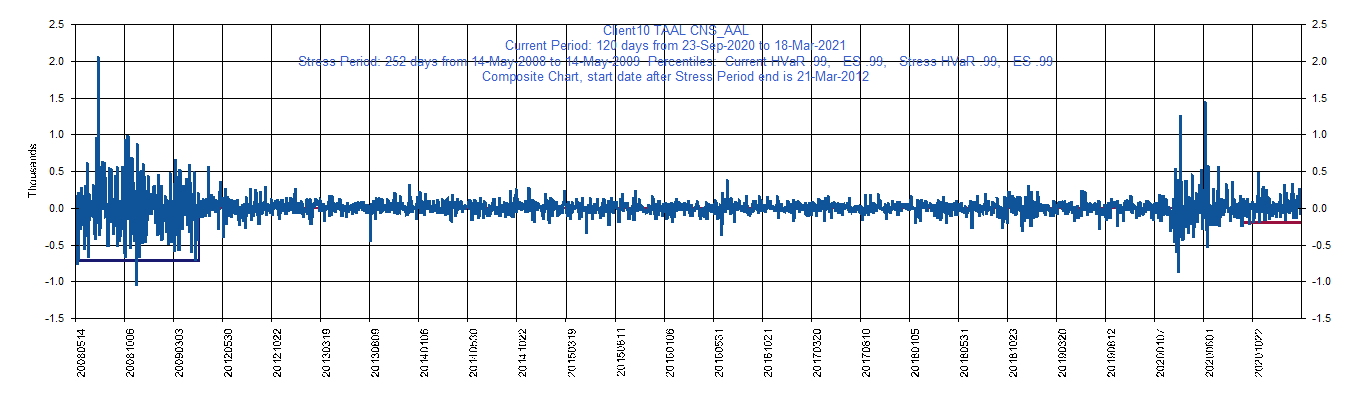 Client10 TAAL CNS_AAL
Current Period: 120 days from 23-Sep-2020 to 18-Mar-2021
Stress Period: 252 days from 14-May-2008 to 14-May-2009 Percentiles: Current HVaR .99, ES .99, Stress HVaR .99, ES .99
Composite Chart, start date after Stress Period end is 21-Mar-2012
2.5 2.5
2.0 2.0
1.5 1.5
1.0 1.0
0.5 0.5
0.0 0.0
-0.5 -0.5
-1.0 -1.0
-1.5 -1.5
Thousands
20080514 20081006 20090303 20120530 20121022 20130319 20130809 20140106 20140530 20141022 20150319 20150811 20160106 20160531 20161021 20170320 20170810 20180105 20180531 20181023 20190320 20190812 20200107 20200601 20201022